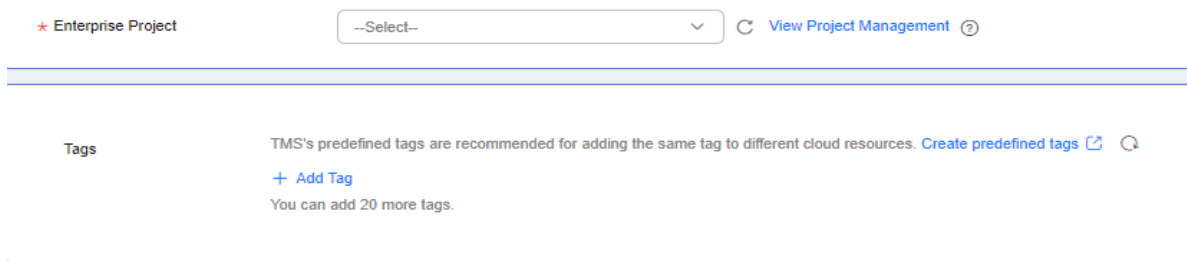 * Enterprise Project --Select-- View Project Management ?
Tags TMS's predefined tags are recommended for adding the same tag to different cloud resources. Create predefined tags
+ Add Tag
You can add 20 more tags.